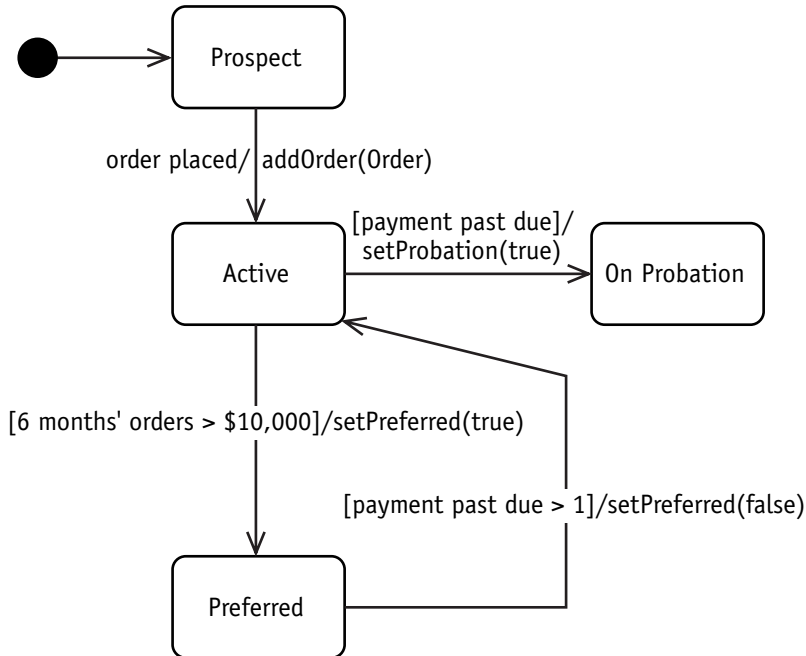 Prospect
order placed/ addOrder(Order)
[payment past due]/
setProbation(true)
Active
On Probation
[6 months' orders > $10,000]/setPreferred(true)
[payment past due > 1]/setPreferred(false)
Preferred